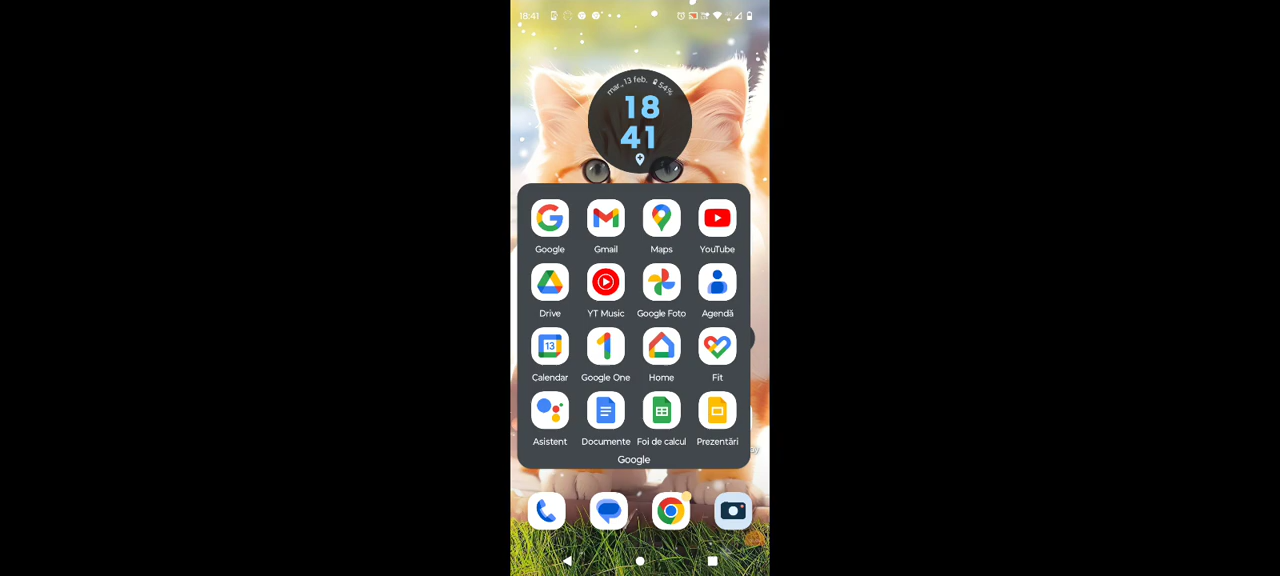 18:41
mar., 13 feb. 54%
18
41
Google Gmail Maps YouTube
Drive YT Music Google Foto Agendă
13
Calendar Google One Home Fit
Asistent Documente Foi de calcul Prezentări
Google